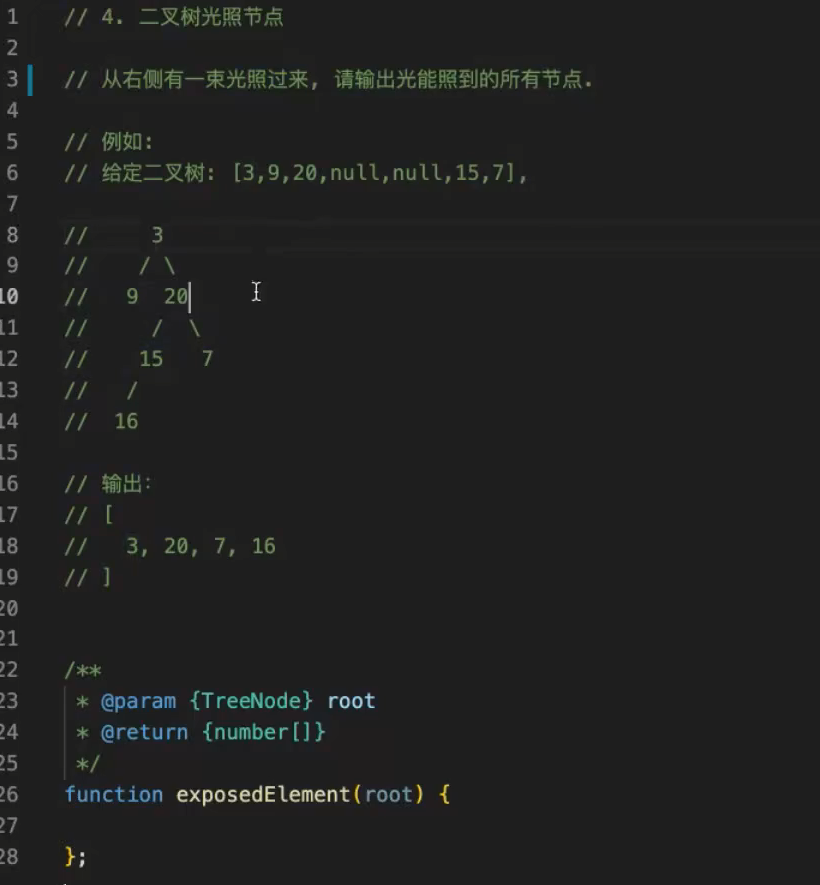 1 // 4. 二叉树光照节点
2
3 // 从右侧有一束光照过来, 请输出光能照到的所有节点.
4
5 // 例如:
6 // 给定二叉树: [3,9,20,null,null,15,7],
7
8 //     3
9 //    / \
10 //   9  20
11 //     /  \
12 //    15   7
13 //   /
14 //  16
15
16 // 输出:
17 // [
18 //   3, 20, 7, 16
19 // ]
20
21
22 /**
23  * @param {TreeNode} root
24  * @return {number[]}
25  */
26 function exposedElement(root) {
27
28 };